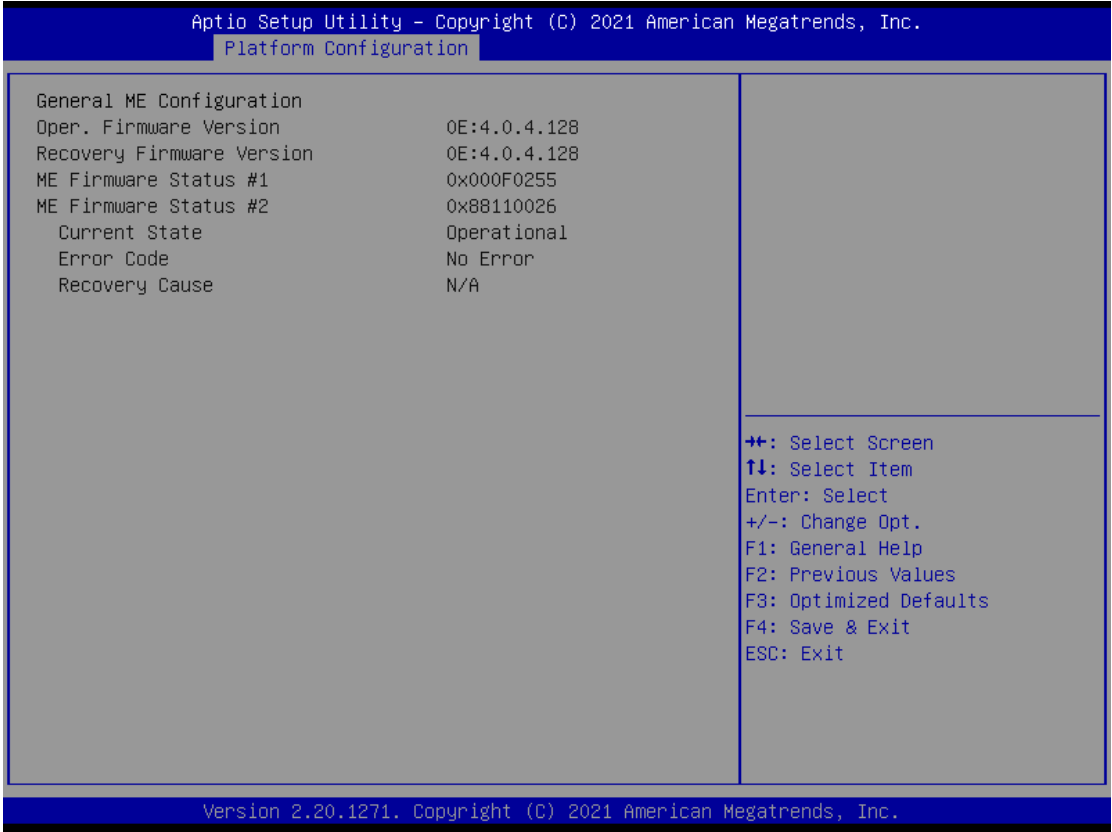 Aptio Setup Utility – Copyright (C) 2021 American Megatrends, Inc.
Platform Configuration
General ME Configuration
Oper. Firmware Version 0E:4.0.4.128
Recovery Firmware Version 0E:4.0.4.128
ME Firmware Status #1 0x000F0255
ME Firmware Status #2 0x88110026
Current State Operational
Error Code No Error
Recovery Cause N/A
→←: Select Screen
↑↓: Select Item
Enter: Select
+/-: Change Opt.
F1: General Help
F2: Previous Values
F3: Optimized Defaults
F4: Save & Exit
ESC: Exit
Version 2.20.1271. Copyright (C) 2021 American Megatrends, Inc.